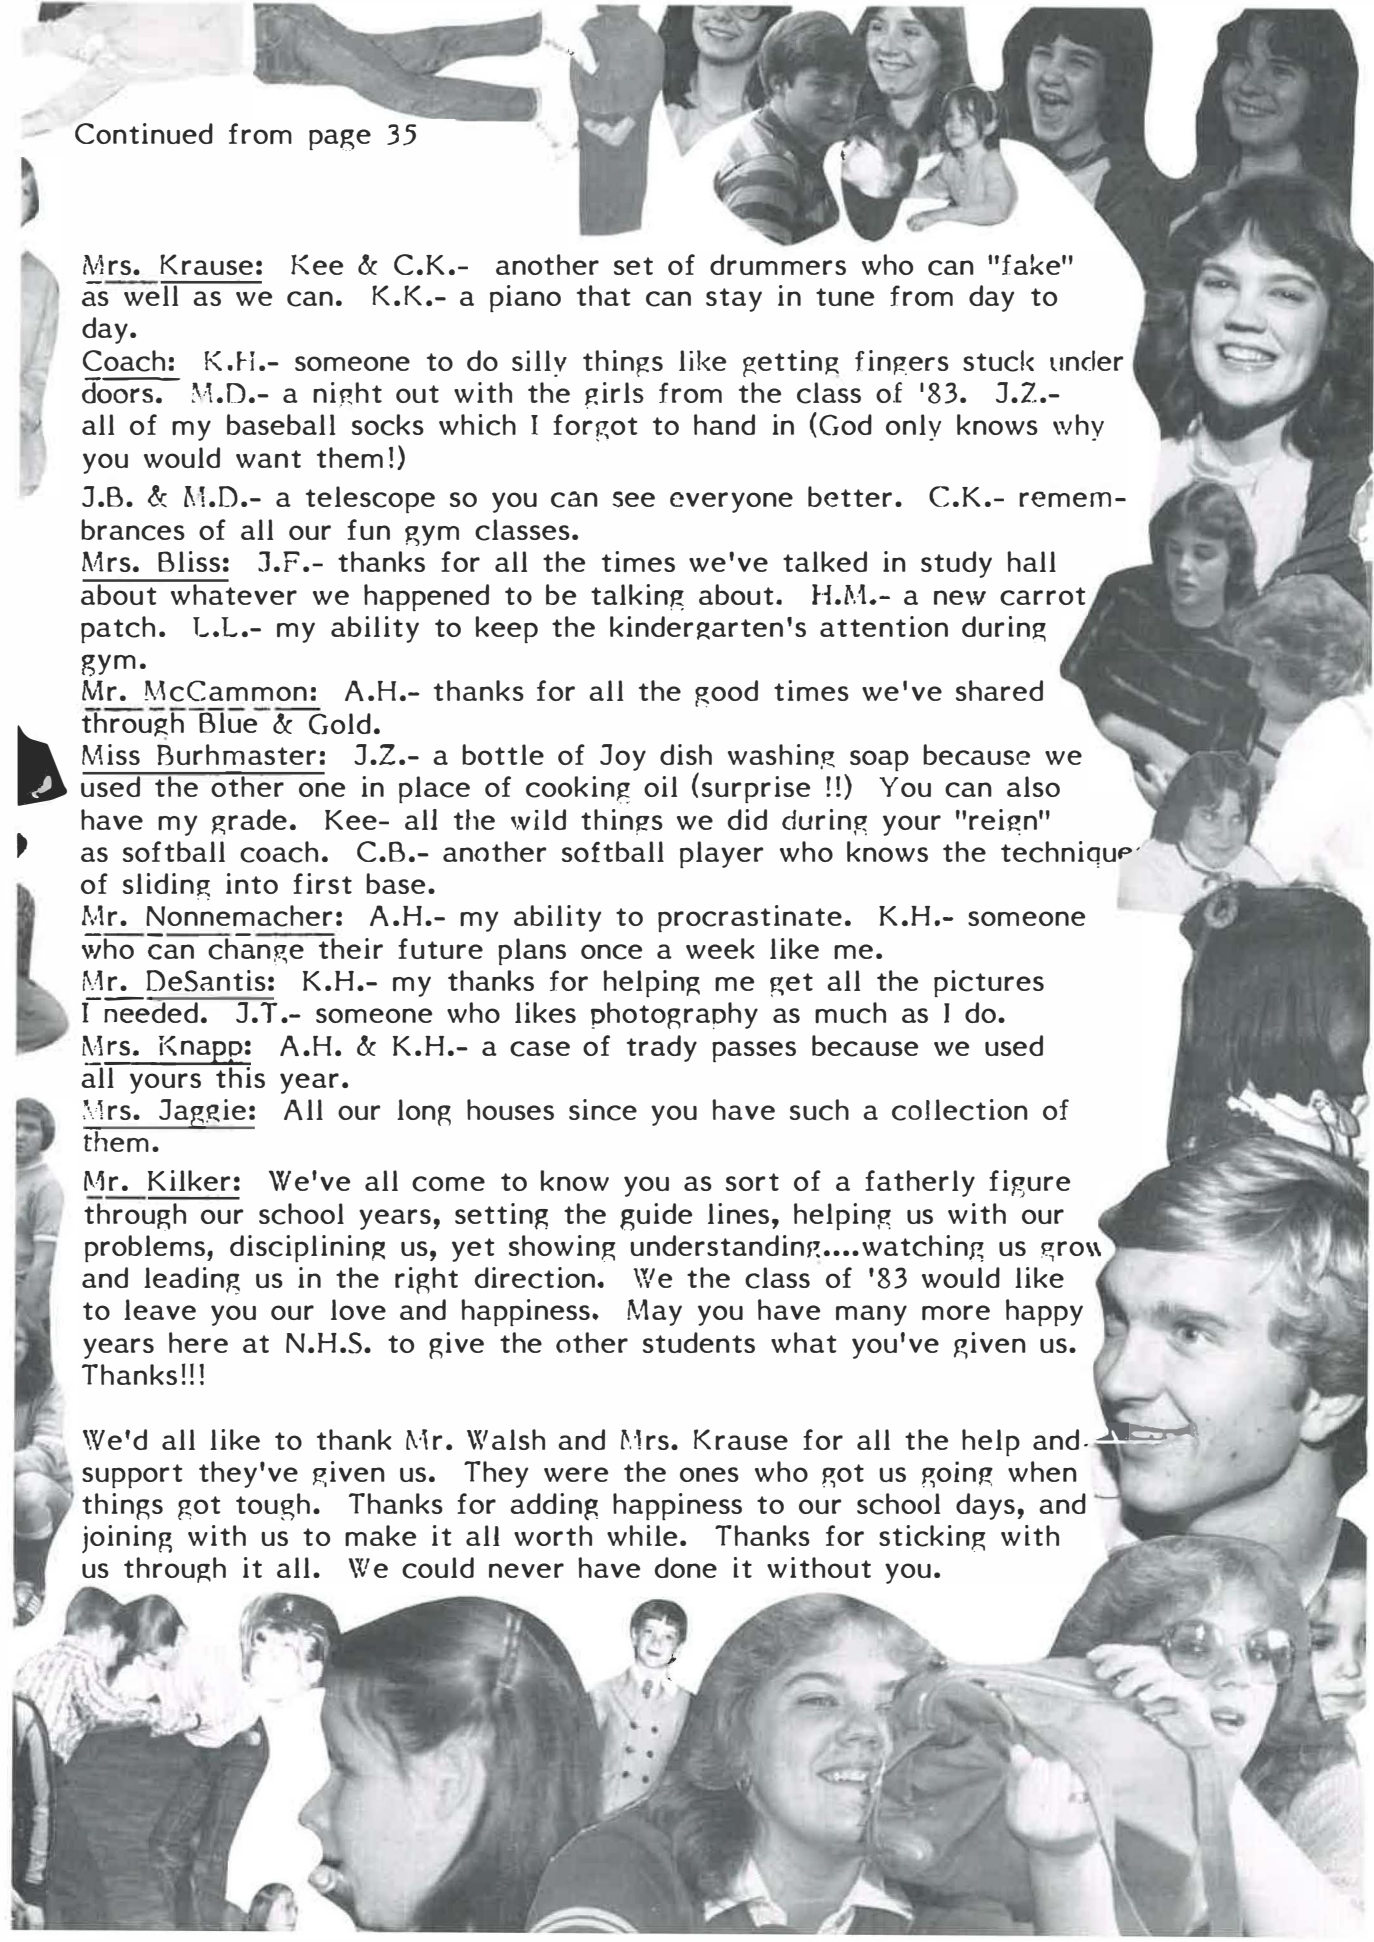 Continued from page 35
Mrs. Krause: Kee & C.K.- another set of drummers who can "fake"
as well as we can. K.K.- a piano that can stay in tune from day to
day.
Coach: K.H.- someone to do silly things like getting fingers stuck under
doors. M.D.- a night out with the girls from the class of '83. J.Z.-
all of my baseball socks which I forgot to hand in (God only knows why
you would want them!)
J.B. & M.D.- a telescope so you can see everyone better. C.K.- remem-
brances of all our fun gym classes.
Mrs. Bliss: J.F.- thanks for all the times we've talked in study hall
about whatever we happened to be talking about. H.M.- a new carrot
patch. L.L.- my ability to keep the kindergarten's attention during
gym.
Mr. McCammon: A.H.- thanks for all the good times we've shared
through Blue & Gold.
Miss Burhmaster: J.Z.- a bottle of Joy dish washing soap because we
used the other one in place of cooking oil (surprise !!) You can also
have my grade. Kee- all the wild things we did during your "reign"
as softball coach. C.B.- another softball player who knows the technique
of sliding into first base.
Mr. Nonnemacher: A.H.- my ability to procrastinate. K.H.- someone
who can change their future plans once a week like me.
Mr. DeSantis: K.H.- my thanks for helping me get all the pictures
I needed. J.T.- someone who likes photography as much as I do.
Mrs. Knapp: A.H. & K.H.- a case of trady passes because we used
all yours this year.
Mrs. Jaggie: All our long houses since you have such a collection of
them.
Mr. Kilker: We've all come to know you as sort of a fatherly figure
through our school years, setting the guide lines, helping us with our
problems, disciplining us, yet showing understanding....watching us grow
and leading us in the right direction. We the class of '83 would like
to leave you our love and happiness. May you have many more happy
years here at N.H.S. to give the other students what you've given us.
Thanks!!!
We'd all like to thank Mr. Walsh and Mrs. Krause for all the help and
support they've given us. They were the ones who got us going when
things got tough. Thanks for adding happiness to our school days, and
joining with us to make it all worth while. Thanks for sticking with
us through it all. We could never have done it without you.